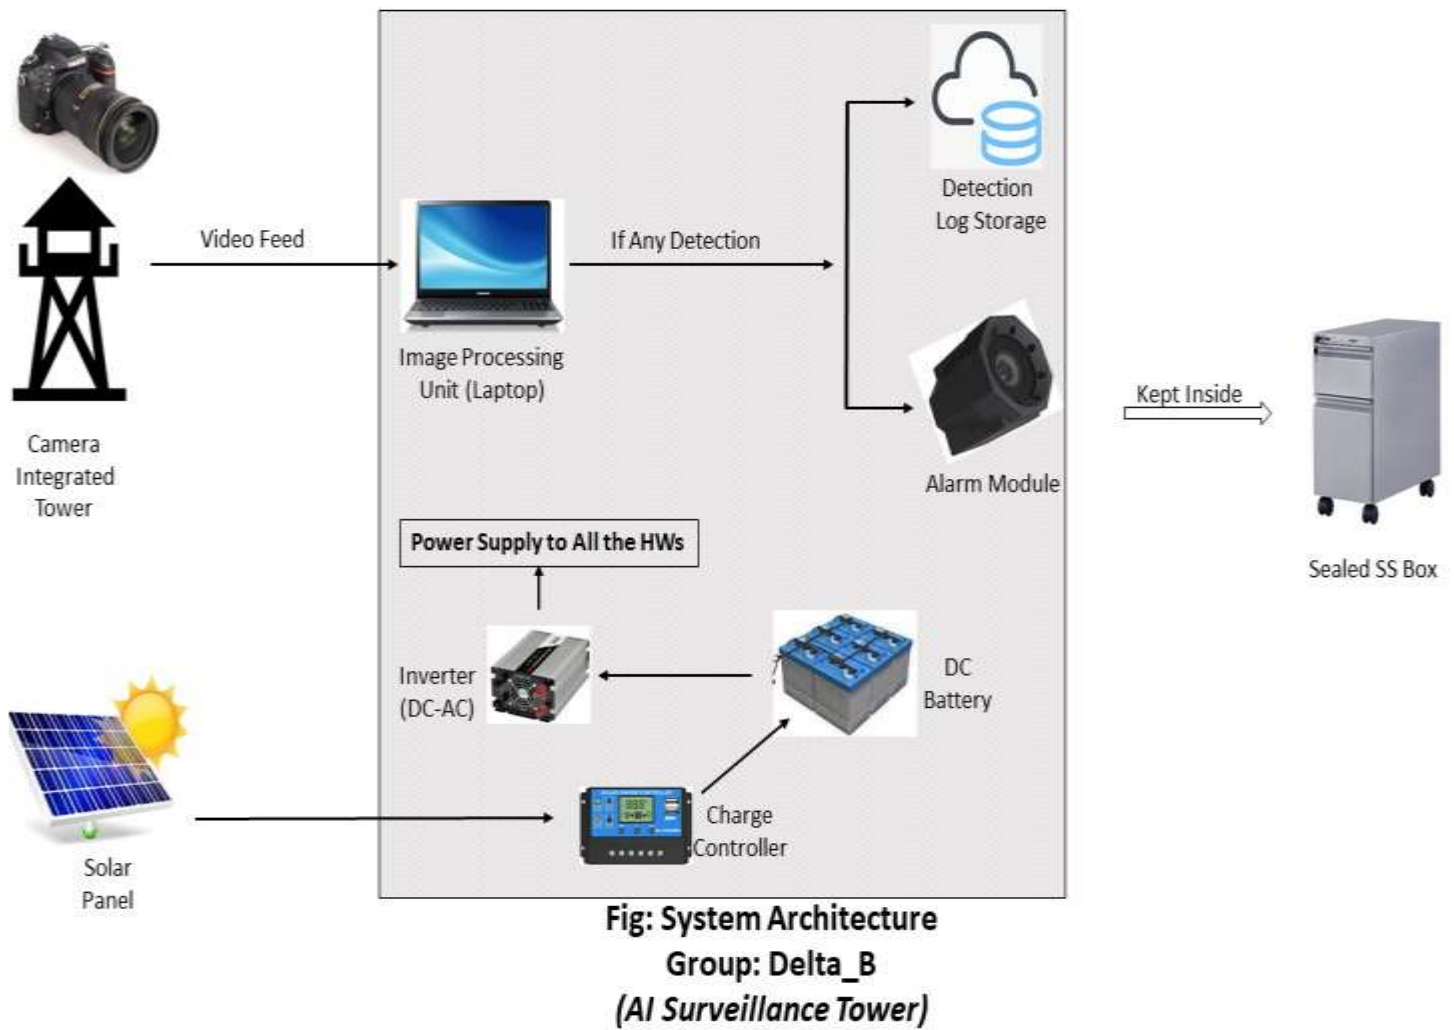 Video Feed
If Any Detection
Detection
Log Storage
Image Processing
Unit (Laptop)
Camera
Integrated
Tower
Alarm Module
Kept Inside
Sealed SS Box
Power Supply to All the HWs
Inverter
(DC-AC)
DC
Battery
Charge
Controller
Solar
Panel
Fig: System Architecture
Group: Delta_B
(AI Surveillance Tower)